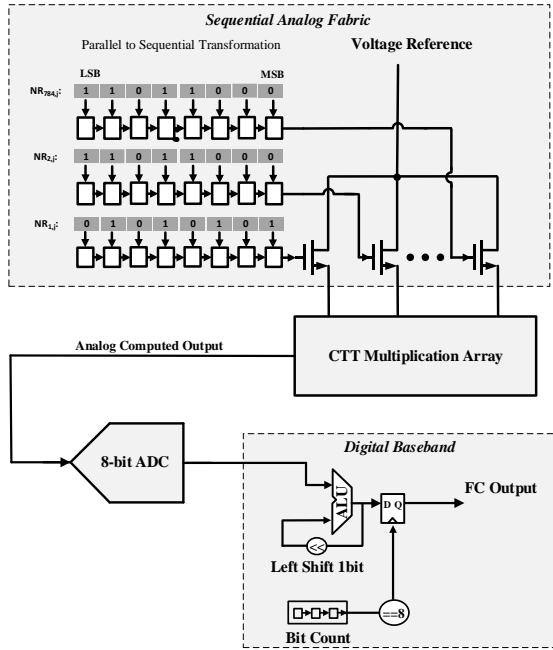 Sequential Analog Fabric
Parallel to Sequential Transformation
Voltage Reference
LSB
MSB
NR784,j:
1 1 0 1 1 0 0 0
NR2,j:
1 1 0 1 1 0 0 0
NR1,j:
0 1 0 1 0 1 0 1
CTT Multiplication Array
Analog Computed Output
8-bit ADC
Digital Baseband
ALU
D Q
FC Output
<<
Left Shift 1bit
==8
Bit Count